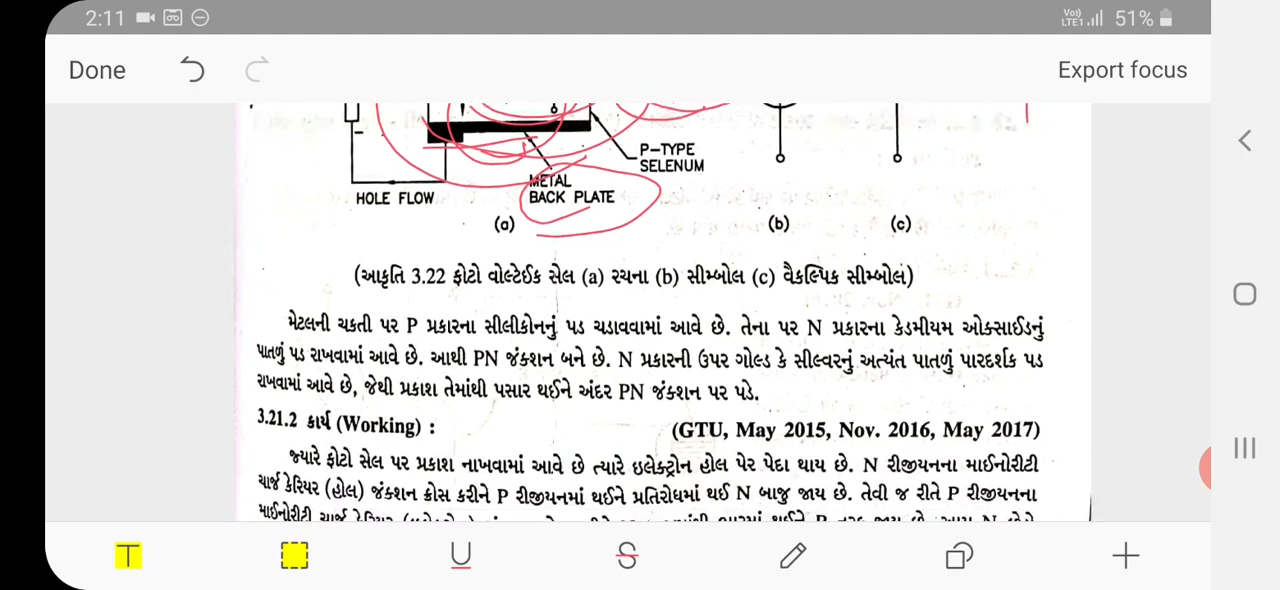 2:11
Vo)) LTE1 51%
Done
Export focus
P-TYPE
SELENUM
METAL
BACK PLATE
HOLE FLOW
(a)
(b)
(c)
(આકૃતિ 3.22 ફોટો વોલ્ટેઈક સેલ (a) રચના (b) સીમ્બોલ (c) વૈકલ્પિક સીમ્બોલ)
મેટલની ચકતી પર P પ્રકારના સીલીકોનનું પડ ચડાવવામાં આવે છે. તેના પર N પ્રકારના કેડમીયમ ઓક્સાઈડનું
પાતળું પડ રાખવામાં આવે છે. આથી PN જંક્શન બને છે. N પ્રકારની ઉપર ગોલ્ડ કે સીલ્વરનું અત્યંત પાતળું પારદર્શક પડ
રાખવામાં આવે છે, જેથી પ્રકાશ તેમાંથી પસાર થઈને અંદર PN જંક્શન પર પડે.
3.21.2 કાર્ય (Working) :
(GTU, May 2015, Nov. 2016, May 2017)
જ્યારે ફોટો સેલ પર પ્રકાશ નાખવામાં આવે છે ત્યારે ઇલેક્ટ્રોન હોલ પેર પેદા થાય છે. N રીજીયનના માઈનોરીટી
ચાર્જ કેરિયર (હોલ) જંક્શન ક્રોસ કરીને P રીજીયનમાં થઈને પ્રતિરોધમાં થઈ N બાજુ જાય છે. તેવી જ રીતે P રીજીયનના
માઈનોરીટી ચાર્જ કેરિયર
T
U
S